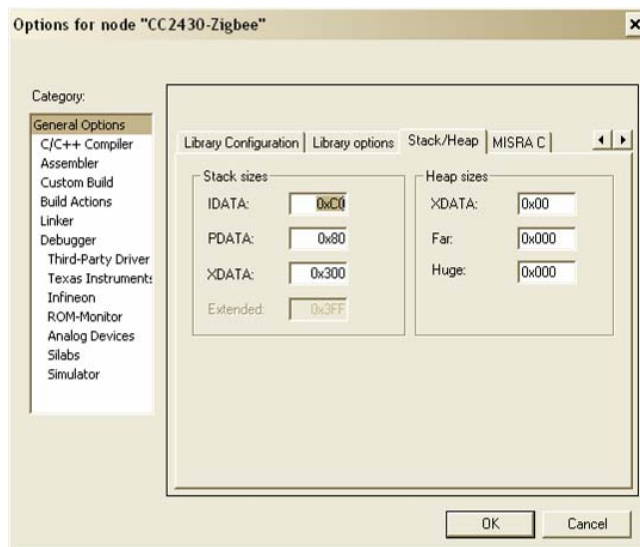 Options for node "CC2430-Zigbee"
Category:
General Options
C/C++ Compiler
Assembler
Custom Build
Build Actions
Linker
Debugger
Third-Party Driver
Texas Instruments
Infineon
ROM-Monitor
Analog Devices
Silabs
Simulator
Library Configuration Library options Stack/Heap MISRA C
Stack sizes
IDATA: 0xC0
PDATA: 0x80
XDATA: 0x300
Extended: 0x3FF
Heap sizes
XDATA: 0x00
Far: 0x000
Huge: 0x000
OK Cancel